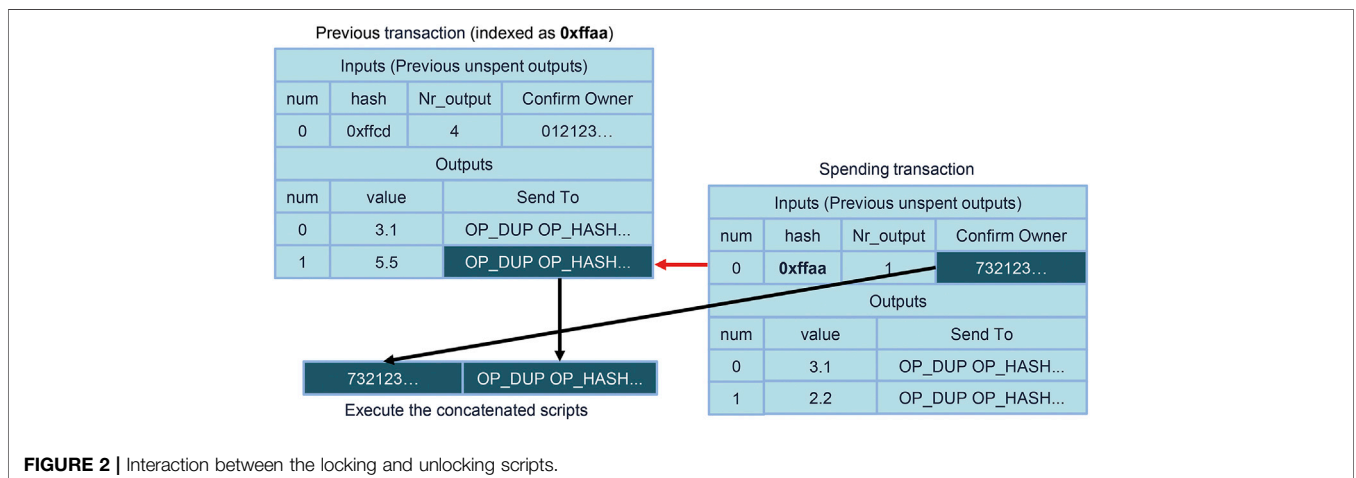 Previous transaction (indexed as 0xffaa)
Inputs (Previous unspent outputs)
num hash Nr_output Confirm Owner
0 0xffcd 4 012123...
Outputs
num value Send To
0 3.1 OP_DUP OP_HASH...
1 5.5 OP_DUP OP_HASH...
Spending transaction
Inputs (Previous unspent outputs)
num hash Nr_output Confirm Owner
0 0xffaa 1 732123...
Outputs
num value Send To
0 3.1 OP_DUP OP_HASH...
1 2.2 OP_DUP OP_HASH...
732123... OP_DUP OP_HASH...
Execute the concatenated scripts
FIGURE 2 | Interaction between the locking and unlocking scripts.